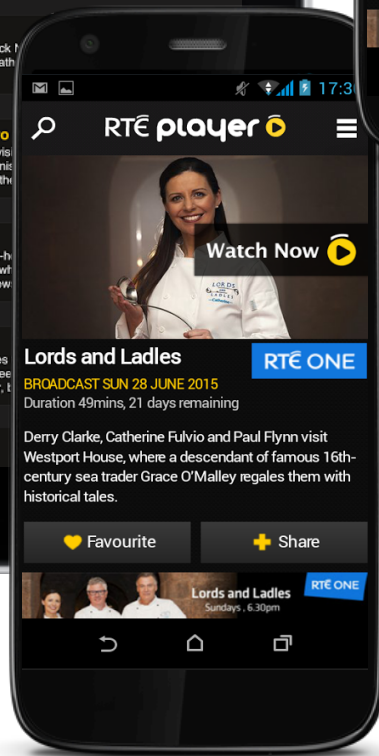 17:3
RTÉ player
Watch Now
LORDS
AND
LADLES
Lords and Ladles
RTÉ ONE
BROADCAST SUN 28 JUNE 2015
Duration 49mins, 21 days remaining
Derry Clarke, Catherine Fulvio and Paul Flynn visit
Westport House, where a descendant of famous 16th-
century sea trader Grace O'Malley regales them with
historical tales.
Favourite
Share
Lords and Ladles
Sundays , 6.30pm
RTÉ ONE